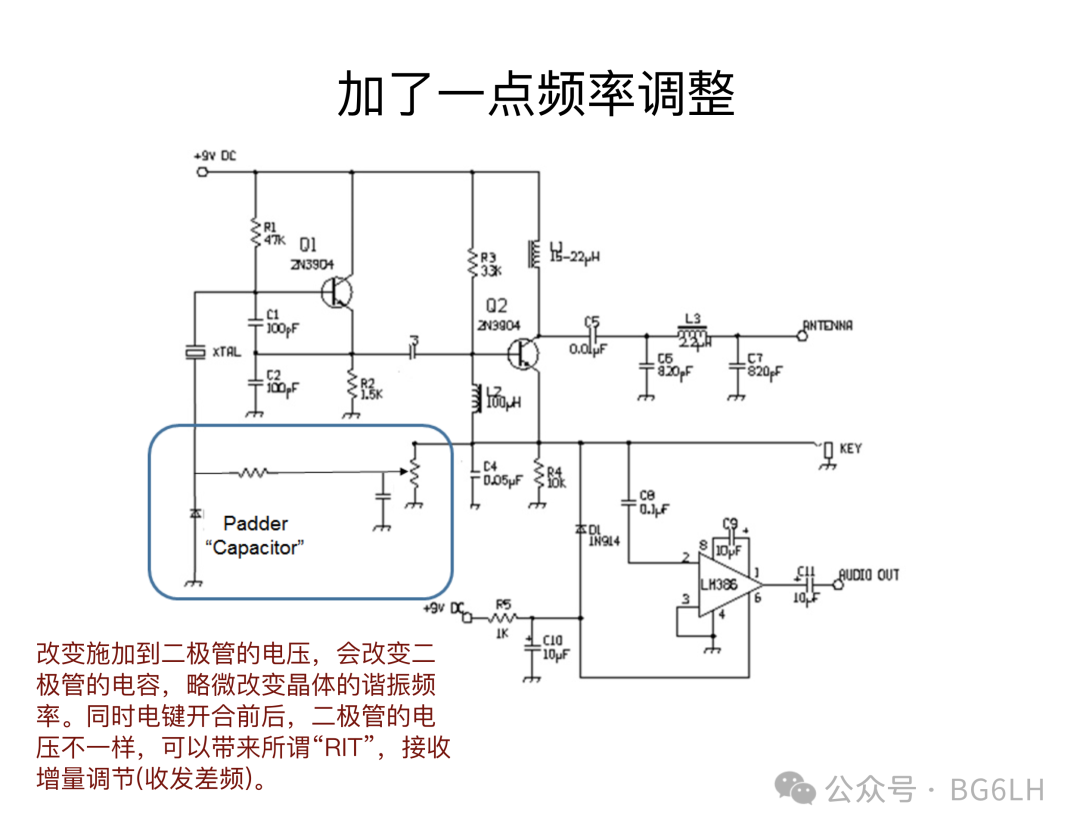 加了一点频率调整
+9V DC
R1
47K
Q1
2N3904
R3
33K
L1
15-22μH
Q2
2N3904
C1
100pF
C5
0.01μF
L3
2.2μH
ANTENNA
XTAL
3
C2
100pF
R2
1.5K
C6
820pF
C7
820pF
L2
100μH
KEY
C4
0.05μF
R4
10K
C8
0.1μF
Padder
“Capacitor”
D1
1N914
C9
+
10μF
8
2
LM386
1
C11
+
10μF
AUDIO OUT
3
6
4
+9V DC
R5
1K
+
C10
10μF
改变施加到二极管的电压，会改变二
极管的电容，略微改变晶体的谐振频
率。同时电键开合前后，二极管的电
压不一样，可以带来所谓“RIT”，接收
增量调节(收发差频)。
公众号 · BG6LH